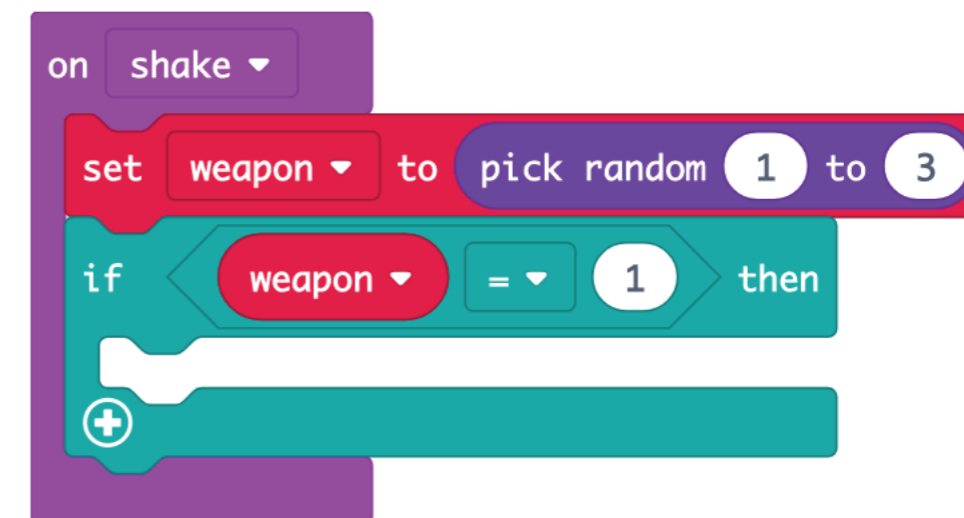 on shake
set weapon to pick random 1 to 3
if weapon = 1 then